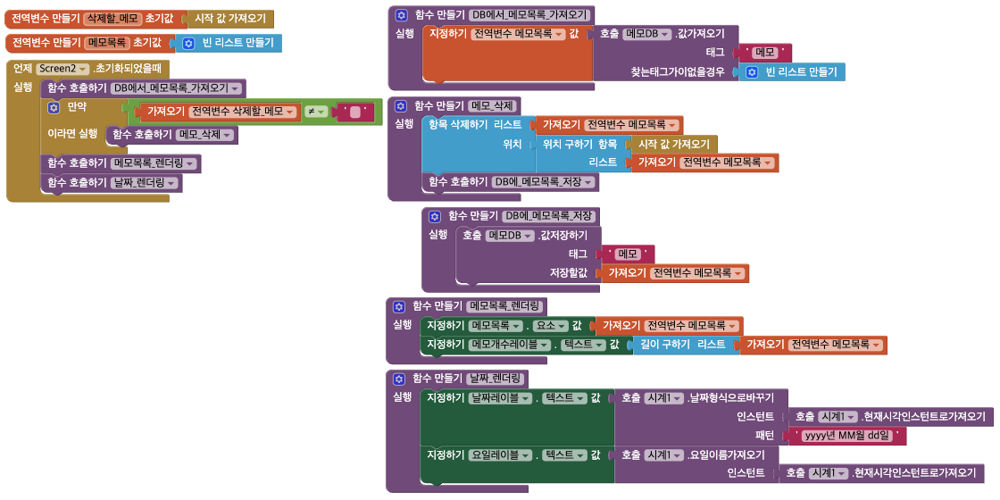 전역변수 만들기 삭제할_메모 초기값 시작 값 가져오기
전역변수 만들기 메모목록 초기값 빈 리스트 만들기
언제 Screen2 .초기화되었을때
실행 함수 호출하기 DB에서_메모목록_가져오기
만약 가져오기 전역변수 삭제할_메모 ≠ " "
이라면 실행 함수 호출하기 메모_삭제
함수 호출하기 메모목록_렌더링
함수 호출하기 날짜_렌더링
함수 만들기 DB에서_메모목록_가져오기
실행 지정하기 전역변수 메모목록 값 호출 메모DB .값가져오기
태그 " 메모 "
찾는태그가이없을경우 빈 리스트 만들기
함수 만들기 메모_삭제
실행 항목 삭제하기 리스트 가져오기 전역변수 메모목록
위치 위치 구하기 항목 시작 값 가져오기
리스트 가져오기 전역변수 메모목록
함수 호출하기 DB에_메모목록_저장
함수 만들기 DB에_메모목록_저장
실행 호출 메모DB .값저장하기
태그 " 메모 "
저장할값 가져오기 전역변수 메모목록
함수 만들기 메모목록_렌더링
실행 지정하기 메모목록 . 요소 값 가져오기 전역변수 메모목록
지정하기 메모개수레이블 . 텍스트 값 길이 구하기 리스트 가져오기 전역변수 메모목록
함수 만들기 날짜_렌더링
실행 지정하기 날짜레이블 . 텍스트 값 호출 시계1 .날짜형식으로바꾸기
인스턴트 호출 시계1 .현재시각인스턴트로가져오기
패턴 " yyyy년 MM월 dd일 "
지정하기 요일레이블 . 텍스트 값 호출 시계1 .요일이름가져오기
인스턴트 호출 시계1 .현재시각인스턴트로가져오기